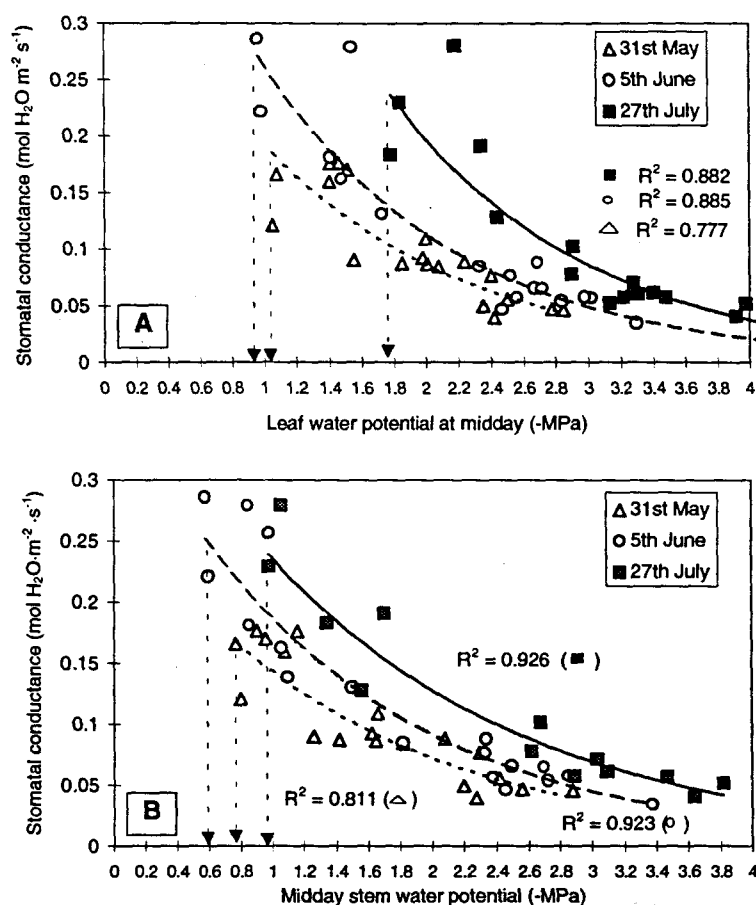 0.3
0.25
0.2
0.15
0.1
0.05
0
Stomatal conductance (mol H₂O m⁻² s⁻¹)
△ 31st May
○ 5th June
■ 27th July
■ R² = 0.882
○ R² = 0.885
△ R² = 0.777
A
0 0.2 0.4 0.6 0.8 1 1.2 1.4 1.6 1.8 2 2.2 2.4 2.6 2.8 3 3.2 3.4 3.6 3.8 4
Leaf water potential at midday (-MPa)
0.3
0.25
0.2
0.15
0.1
0.05
0
Stomatal conductance (mol H₂O·m⁻²·s⁻¹)
△ 31st May
○ 5th June
■ 27th July
R² = 0.926 (■)
R² = 0.811 (△)
R² = 0.923 (○)
B
0 0.2 0.4 0.6 0.8 1 1.2 1.4 1.6 1.8 2 2.2 2.4 2.6 2.8 3 3.2 3.4 3.6 3.8 4
Midday stem water potential (-MPa)